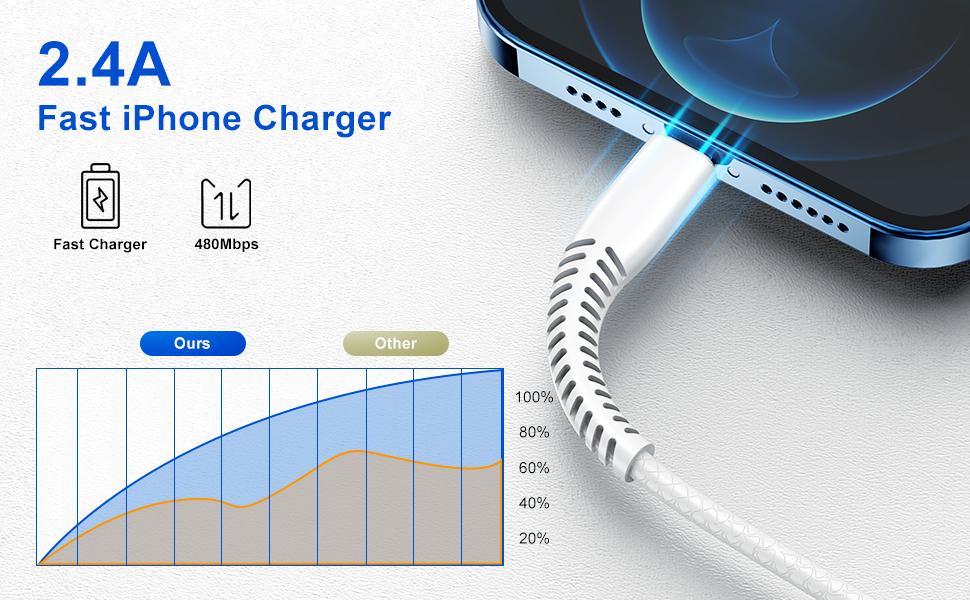 2.4A
Fast iPhone Charger
Fast Charger
480Mbps
Ours
Other
100%
80%
60%
40%
20%